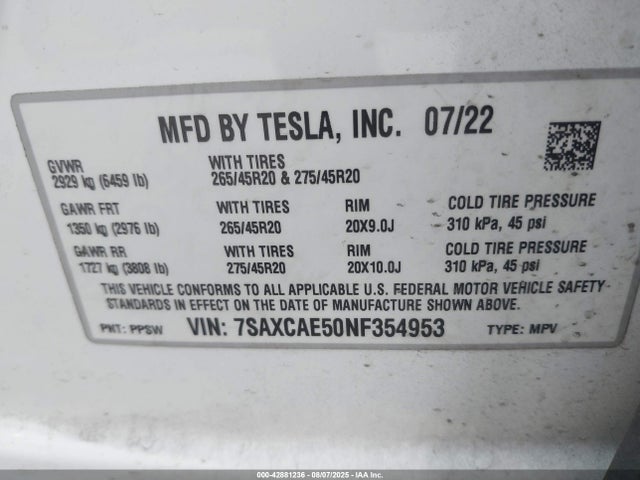 MFD BY TESLA, INC. 07/22
GVWR WITH TIRES
2929 kg (6459 lb) 265/45R20 & 275/45R20
GAWR FRT WITH TIRES RIM COLD TIRE PRESSURE
1350 kg (2976 lb) 265/45R20 20X9.0J 310 kPa, 45 psi
GAWR RR WITH TIRES RIM COLD TIRE PRESSURE
1727 kg (3808 lb) 275/45R20 20X10.0J 310 kPa, 45 psi
THIS VEHICLE CONFORMS TO ALL APPLICABLE U.S. FEDERAL MOTOR VEHICLE SAFETY
STANDARDS IN EFFECT ON THE DATE OF MANUFACTURE SHOWN ABOVE.
PNT: PPSW VIN: 7SAXCAE50NF354953 TYPE: MPV
000-42881236 - 08/07/2025 - IAA Inc.